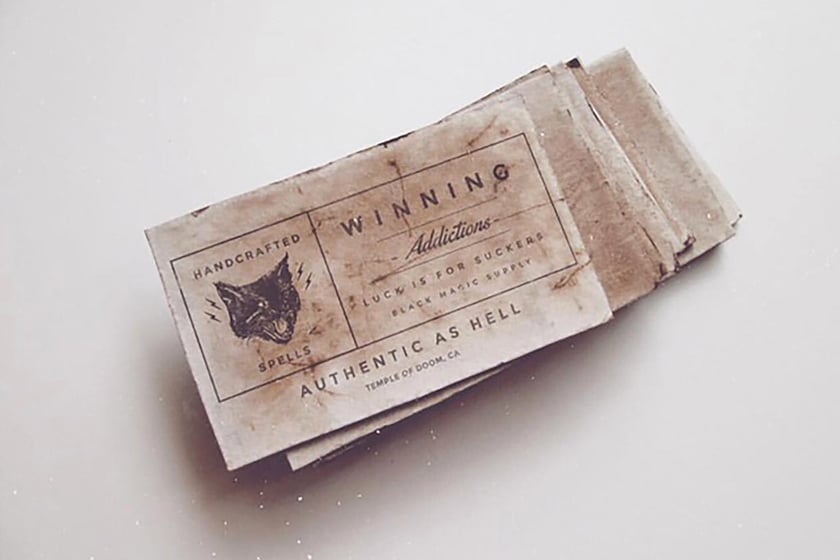 HANDCRAFTED
SPELLS
WINNING
- Addictions -
LUCK IS FOR SUCKERS
BLACK MAGIC SUPPLY
AUTHENTIC AS HELL
TEMPLE OF DOOM, CA